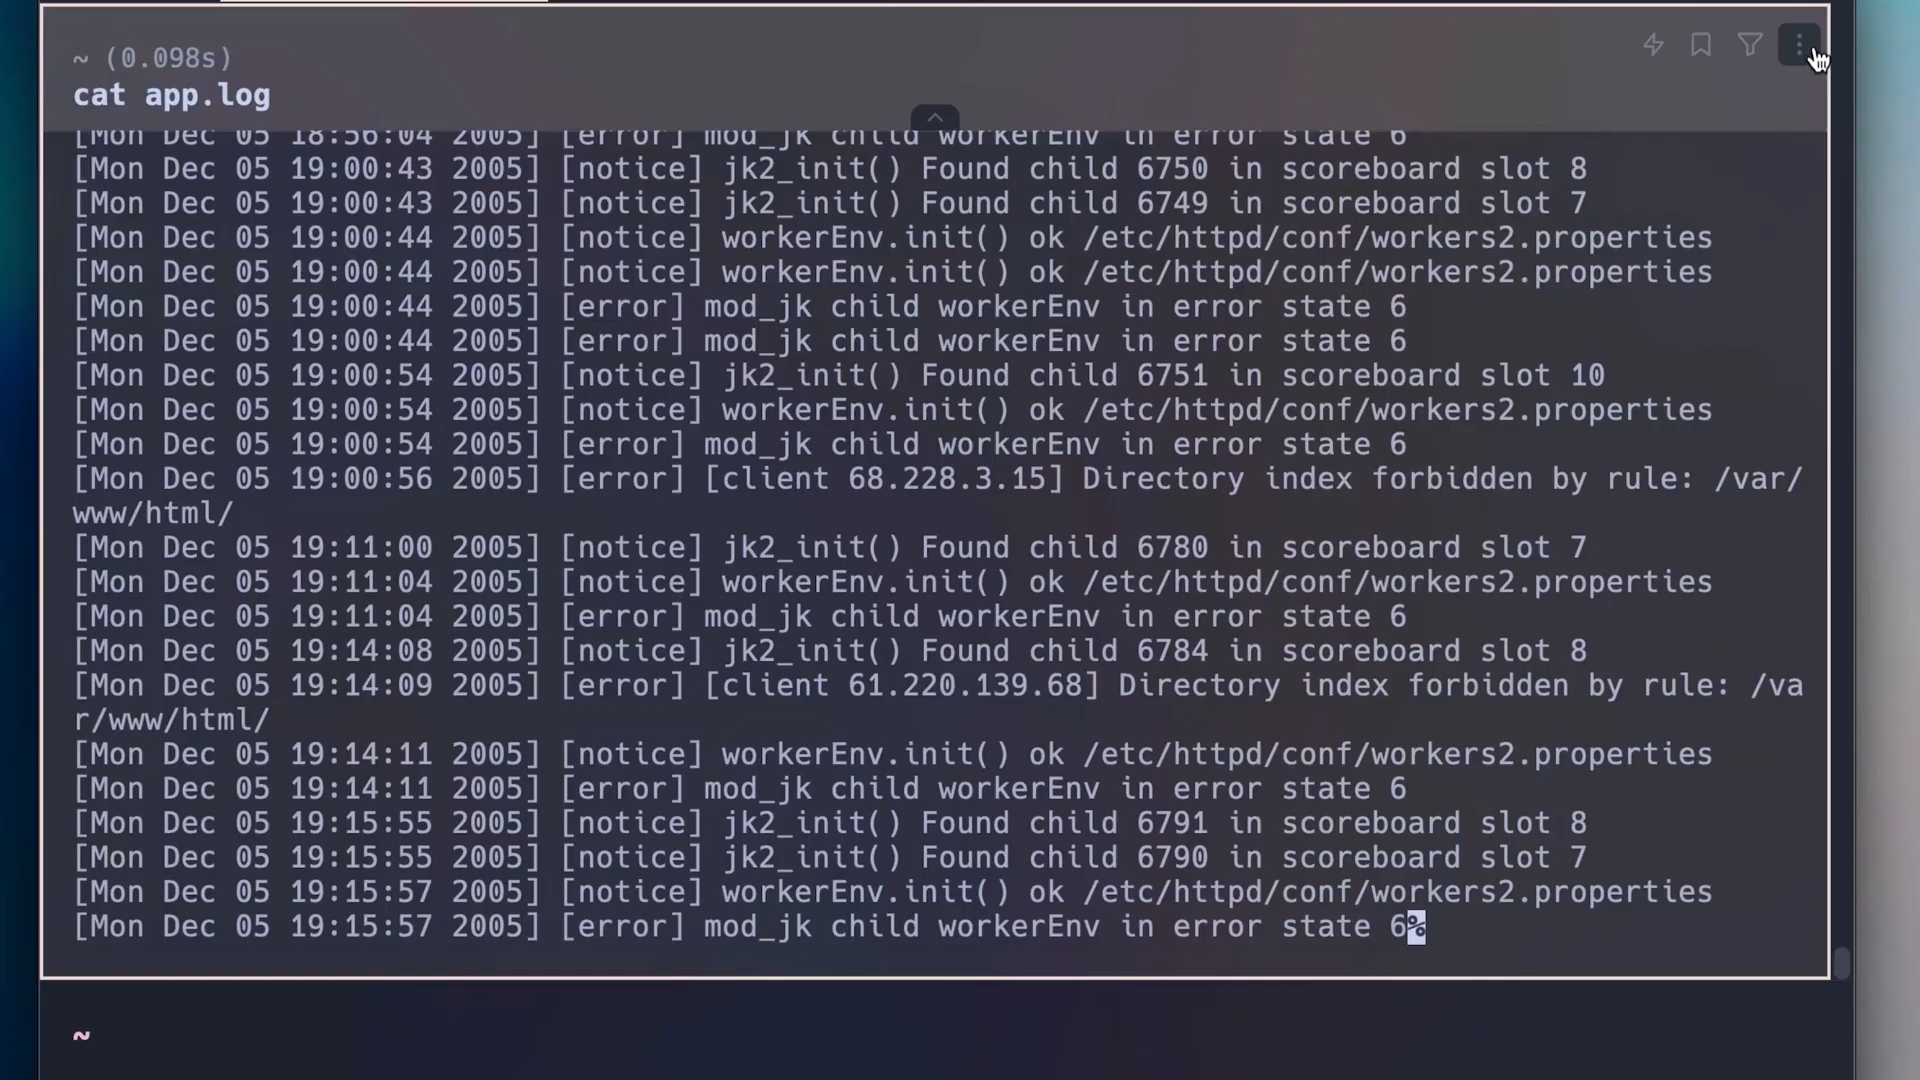 ~ (0.098s)
cat app.log
[Mon Dec 05 18:56:04 2005] [error] mod_jk child workerEnv in error state 6
[Mon Dec 05 19:00:43 2005] [notice] jk2_init() Found child 6750 in scoreboard slot 8
[Mon Dec 05 19:00:43 2005] [notice] jk2_init() Found child 6749 in scoreboard slot 7
[Mon Dec 05 19:00:44 2005] [notice] workerEnv.init() ok /etc/httpd/conf/workers2.properties
[Mon Dec 05 19:00:44 2005] [notice] workerEnv.init() ok /etc/httpd/conf/workers2.properties
[Mon Dec 05 19:00:44 2005] [error] mod_jk child workerEnv in error state 6
[Mon Dec 05 19:00:44 2005] [error] mod_jk child workerEnv in error state 6
[Mon Dec 05 19:00:54 2005] [notice] jk2_init() Found child 6751 in scoreboard slot 10
[Mon Dec 05 19:00:54 2005] [notice] workerEnv.init() ok /etc/httpd/conf/workers2.properties
[Mon Dec 05 19:00:54 2005] [error] mod_jk child workerEnv in error state 6
[Mon Dec 05 19:00:56 2005] [error] [client 68.228.3.15] Directory index forbidden by rule: /var/
www/html/
[Mon Dec 05 19:11:00 2005] [notice] jk2_init() Found child 6780 in scoreboard slot 7
[Mon Dec 05 19:11:04 2005] [notice] workerEnv.init() ok /etc/httpd/conf/workers2.properties
[Mon Dec 05 19:11:04 2005] [error] mod_jk child workerEnv in error state 6
[Mon Dec 05 19:14:08 2005] [notice] jk2_init() Found child 6784 in scoreboard slot 8
[Mon Dec 05 19:14:09 2005] [error] [client 61.220.139.68] Directory index forbidden by rule: /va
r/www/html/
[Mon Dec 05 19:14:11 2005] [notice] workerEnv.init() ok /etc/httpd/conf/workers2.properties
[Mon Dec 05 19:14:11 2005] [error] mod_jk child workerEnv in error state 6
[Mon Dec 05 19:15:55 2005] [notice] jk2_init() Found child 6791 in scoreboard slot 8
[Mon Dec 05 19:15:55 2005] [notice] jk2_init() Found child 6790 in scoreboard slot 7
[Mon Dec 05 19:15:57 2005] [notice] workerEnv.init() ok /etc/httpd/conf/workers2.properties
[Mon Dec 05 19:15:57 2005] [error] mod_jk child workerEnv in error state 6%
~